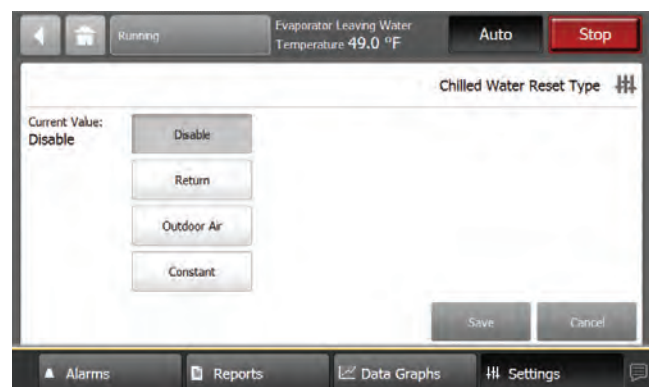 Running
Evaporator Leaving Water
Temperature 49.0 °F
Auto
Stop
Chilled Water Reset Type
Current Value:
Disable
Disable
Return
Outdoor Air
Constant
Save
Cancel
Alarms
Reports
Data Graphs
Settings